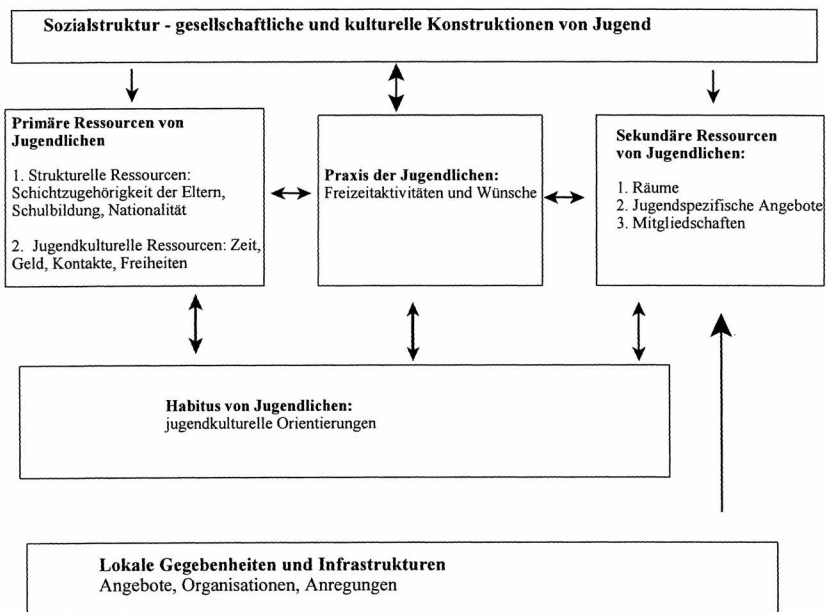 Sozialstruktur - gesellschaftliche und kulturelle Konstruktionen von Jugend
Primäre Ressourcen von
Jugendlichen
1. Strukturelle Ressourcen:
Schichtzugehörigkeit der Eltern,
Schulbildung, Nationalität
2. Jugendkulturelle Ressourcen: Zeit,
Geld, Kontakte, Freiheiten
Praxis der Jugendlichen:
Freizeitaktivitäten und Wünsche
Sekundäre Ressourcen
von Jugendlichen:
1. Räume
2. Jugendspezifische Angebote
3. Mitgliedschaften
Habitus von Jugendlichen:
jugendkulturelle Orientierungen
Lokale Gegebenheiten und Infrastrukturen
Angebote, Organisationen, Anregungen